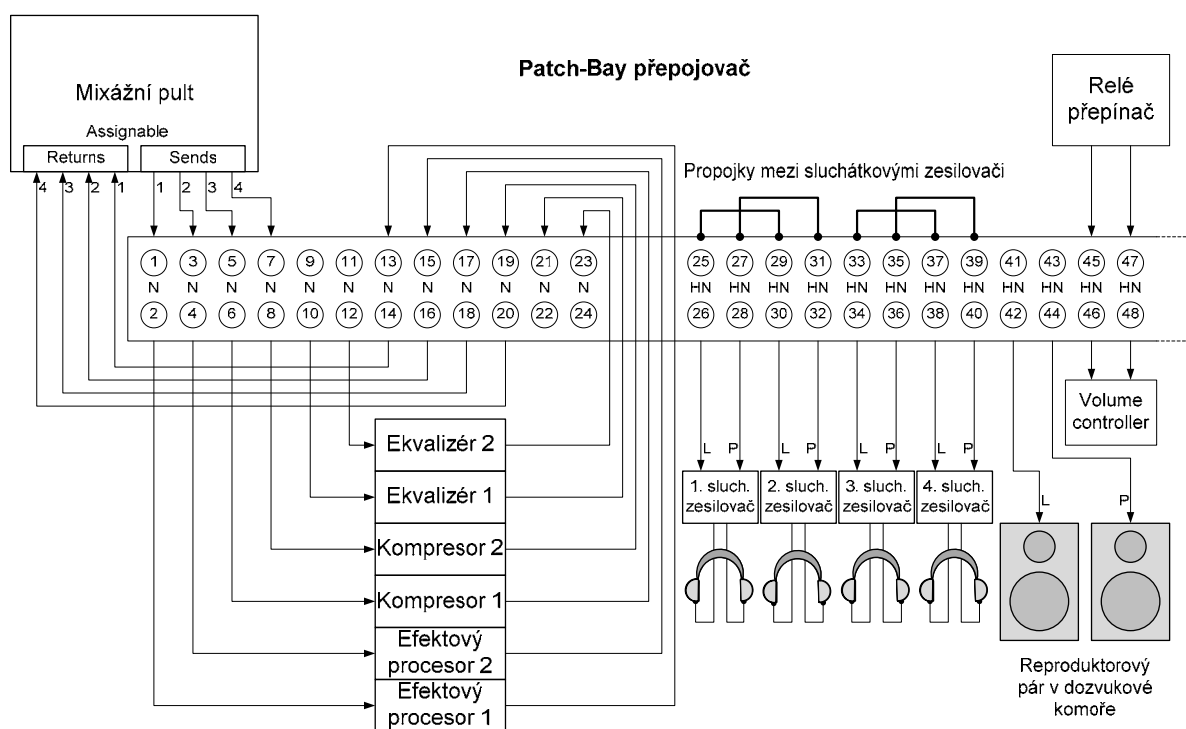 Patch-Bay přepojovač
Mixážní pult
Assignable
Returns Sends
4 3 2 1 1 2 3 4
Relé
přepínač
Propojky mezi sluchátkovými zesilovači
1 3 5 7 9 11 13 15 17 19 21 23 25 27 29 31 33 35 37 39 41 43 45 47
N N N N N N N N N N N N HN HN HN HN HN HN HN HN HN HN HN HN
2 4 6 8 10 12 14 16 18 20 22 24 26 28 30 32 34 36 38 40 42 44 46 48
Volume
controller
Ekvalizér 2
Ekvalizér 1
Kompresor 2
Kompresor 1
Efektový
procesor 2
Efektový
procesor 1
L P L P L P L P
1. sluch. 2. sluch. 3. sluch. 4. sluch.
zesilovač zesilovač zesilovač zesilovač
L P
Reproduktorový
pár v dozvukové
komoře